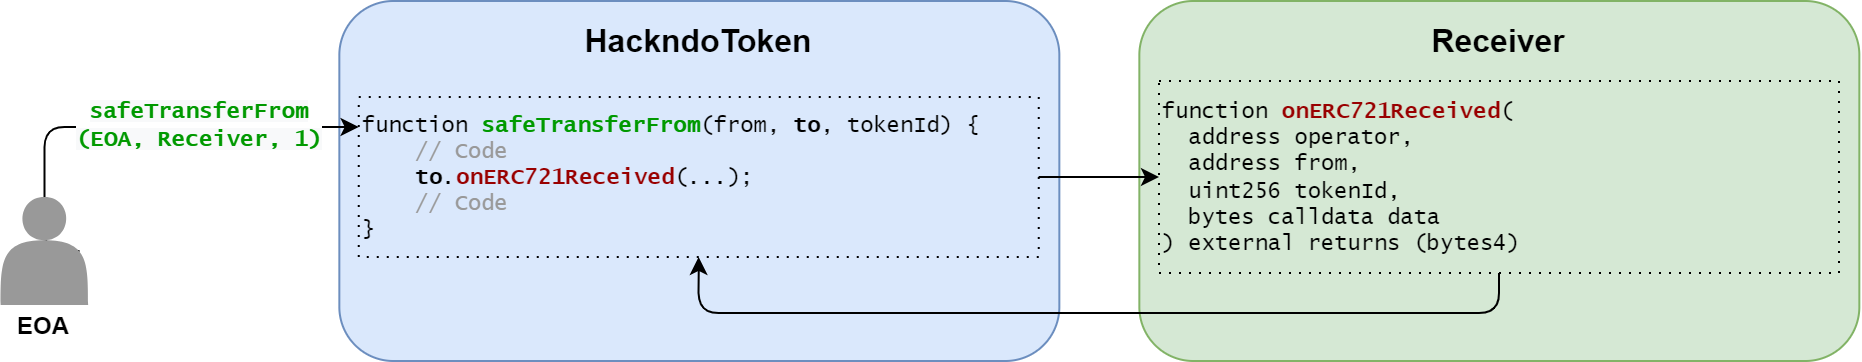 HackndoToken
Receiver
safeTransferFrom
(EOA, Receiver, 1)
function safeTransferFrom(from, to, tokenId) {
    // Code
    to.onERC721Received(...);
    // Code
}
function onERC721Received(
  address operator,
  address from,
  uint256 tokenId,
  bytes calldata data
) external returns (bytes4)
EOA